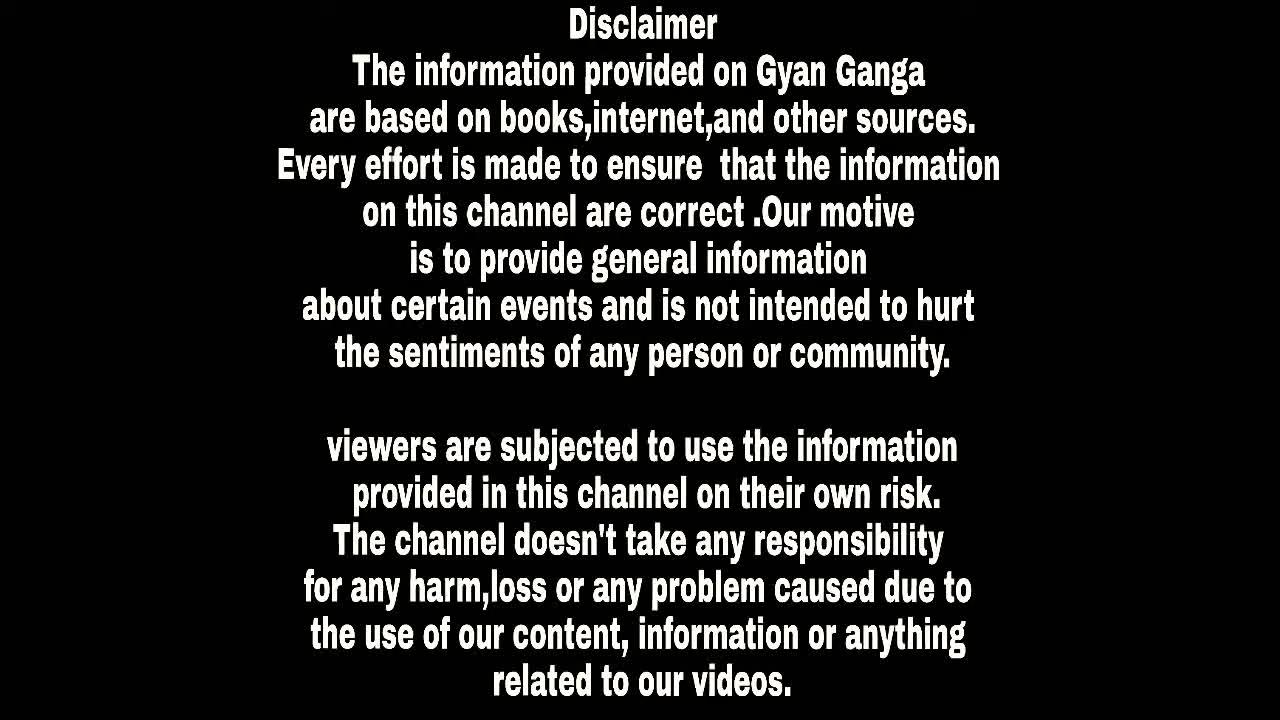 Disclaimer
The information provided on Gyan Ganga
are based on books,internet,and other sources.
Every effort is made to ensure  that the information
on this channel are correct .Our motive
is to provide general information
about certain events and is not intended to hurt
the sentiments of any person or community.
viewers are subjected to use the information
provided in this channel on their own risk.
The channel doesn't take any responsibility
for any harm,loss or any problem caused due to
the use of our content, information or anything
related to our videos.